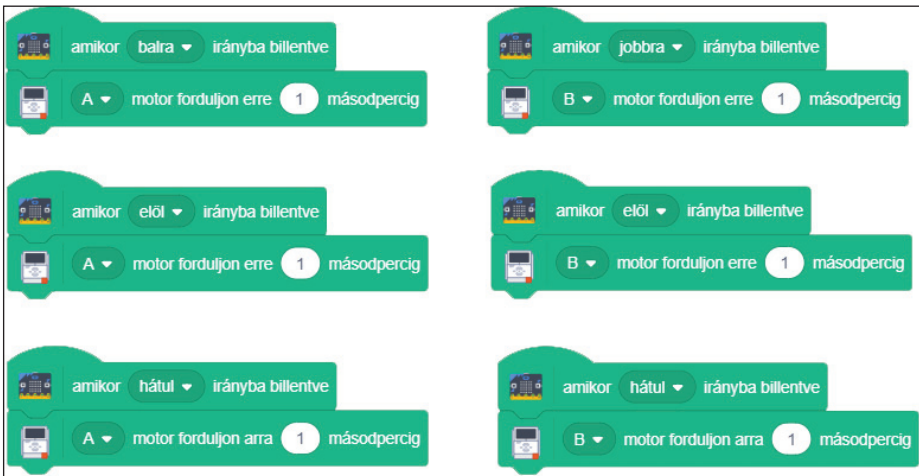 amikor balra irányba billentve
A motor forduljon erre 1 másodpercig
amikor jobbra irányba billentve
B motor forduljon erre 1 másodpercig
amikor elöl irányba billentve
A motor forduljon erre 1 másodpercig
amikor elöl irányba billentve
B motor forduljon erre 1 másodpercig
amikor hátul irányba billentve
A motor forduljon arra 1 másodpercig
amikor hátul irányba billentve
B motor forduljon arra 1 másodpercig